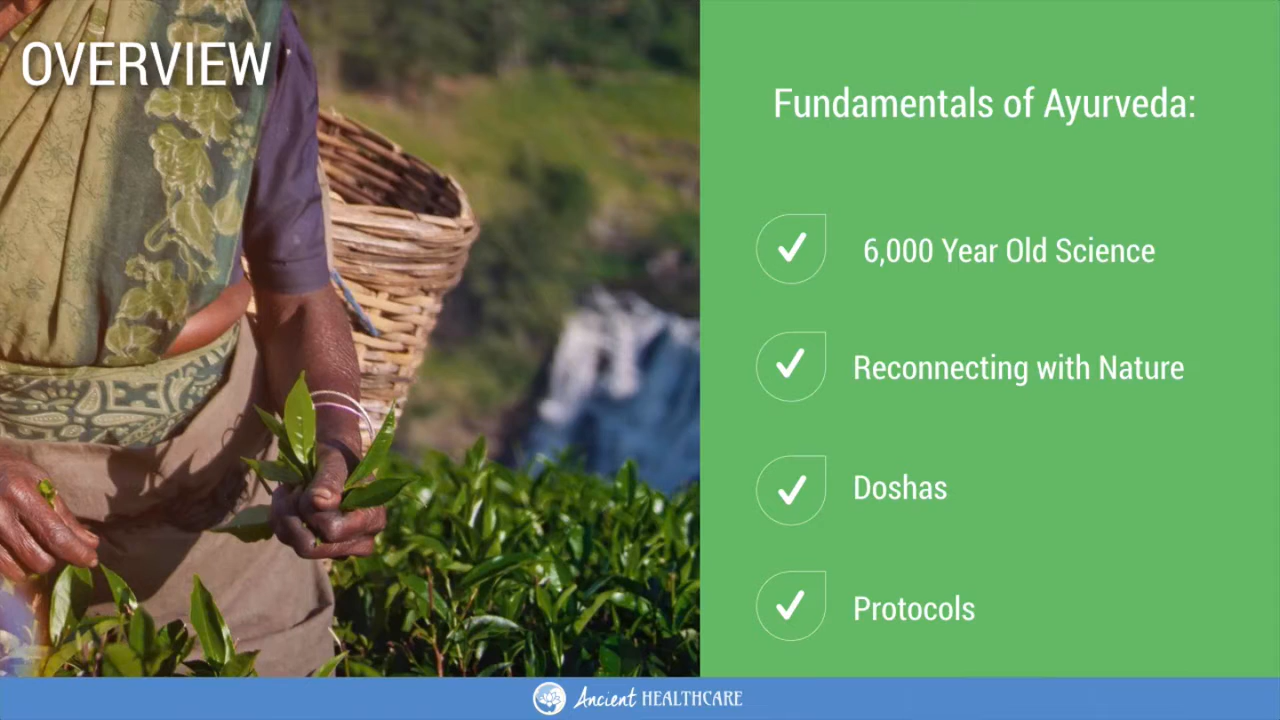 OVERVIEW
Fundamentals of Ayurveda:
6,000 Year Old Science
Reconnecting with Nature
Doshas
Protocols
Ancient HEALTHCARE